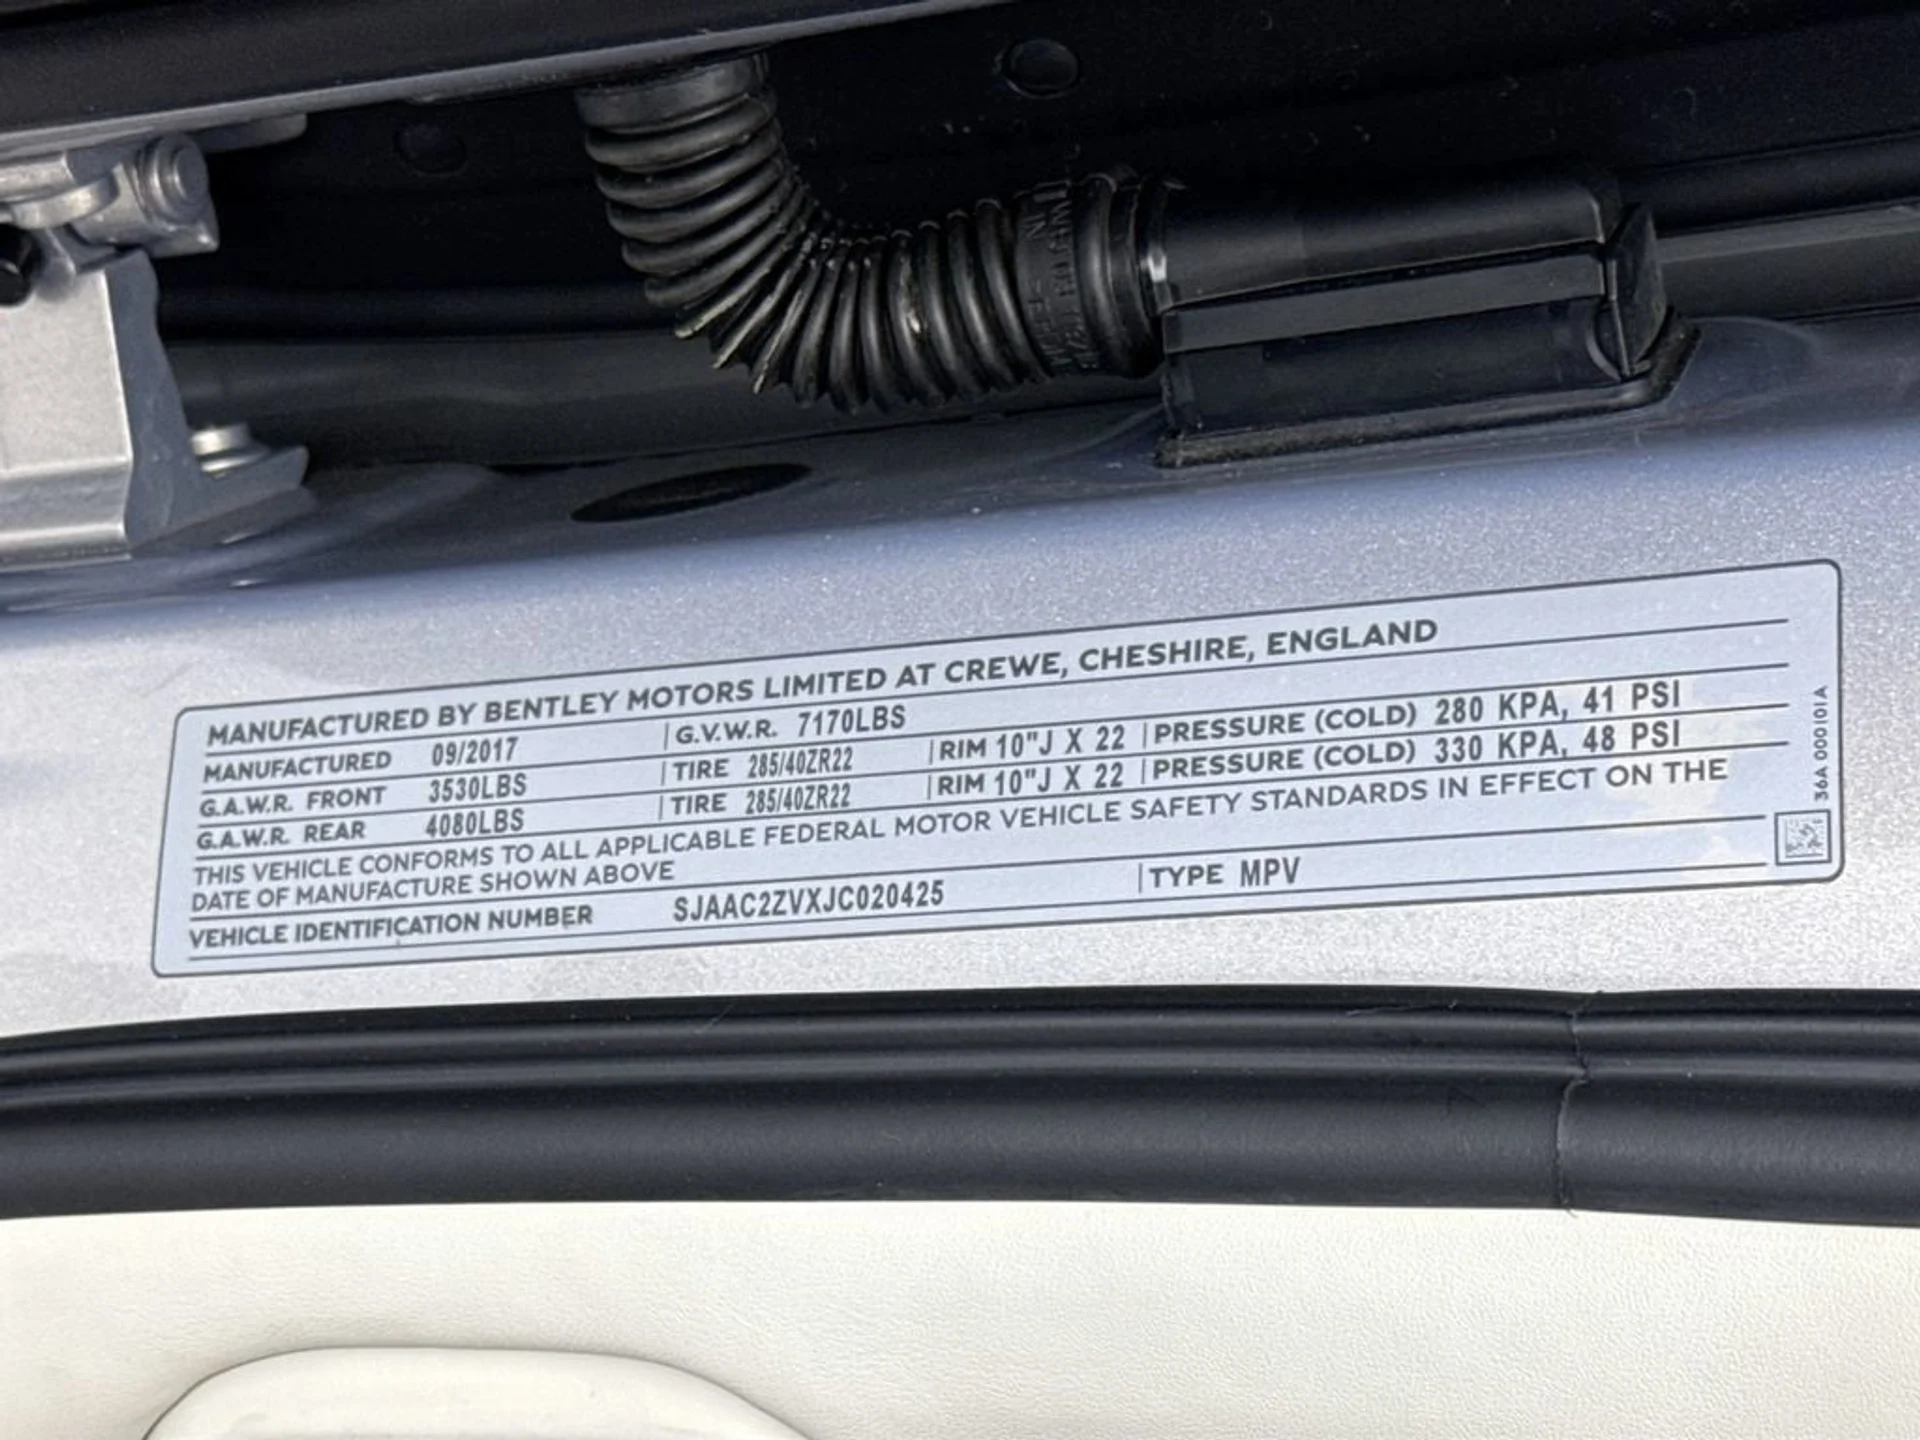 MANUFACTURED BY BENTLEY MOTORS LIMITED AT CREWE, CHESHIRE, ENGLAND
MANUFACTURED 09/2017 G.V.W.R. 7170LBS
G.A.W.R. FRONT 3530LBS TIRE 285/40ZR22 RIM 10"J X 22 PRESSURE (COLD) 280 KPA, 41 PSI
G.A.W.R. REAR 4080LBS TIRE 285/40ZR22 RIM 10"J X 22 PRESSURE (COLD) 330 KPA, 48 PSI
THIS VEHICLE CONFORMS TO ALL APPLICABLE FEDERAL MOTOR VEHICLE SAFETY STANDARDS IN EFFECT ON THE
DATE OF MANUFACTURE SHOWN ABOVE
VEHICLE IDENTIFICATION NUMBER SJAAC2ZVXJC020425 TYPE MPV
36A 000101A